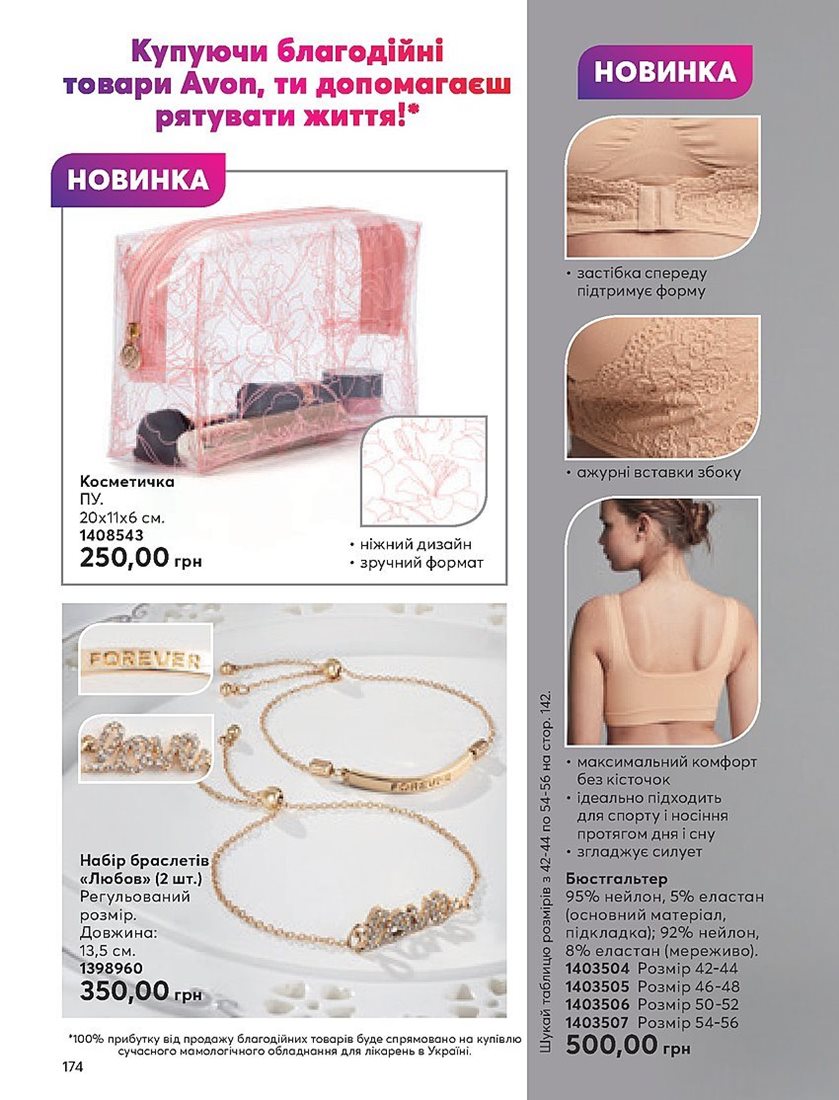 Купуючи благодійні
товари Avon, ти допомагаєш
рятувати життя!*
НОВИНКА
Косметичка
ПУ.
20х11х6 см.
1408543
250,00 грн
• ніжний дизайн
• зручний формат
FOREVER
Love
FOREVER
Love
Набір браслетів
«Любов» (2 шт.)
Регульований
розмір.
Довжина:
13,5 см.
1398960
350,00 грн
*100% прибутку від продажу благодійних товарів буде спрямовано на купівлю
сучасного мамологічного обладнання для лікарень в Україні.
174
НОВИНКА
• застібка спереду
підтримує форму
• ажурні вставки збоку
• максимальний комфорт
без кісточок
• ідеально підходить
для спорту і носіння
протягом дня і сну
• згладжує силует
Бюстгальтер
95% нейлон, 5% еластан
(основний матеріал,
підкладка); 92% нейлон,
8% еластан (мереживо).
1403504 Розмір 42-44
1403505 Розмір 46-48
1403506 Розмір 50-52
1403507 Розмір 54-56
500,00 грн
Шукай таблицю розмірів з 42-44 по 54-56 на стор. 142.